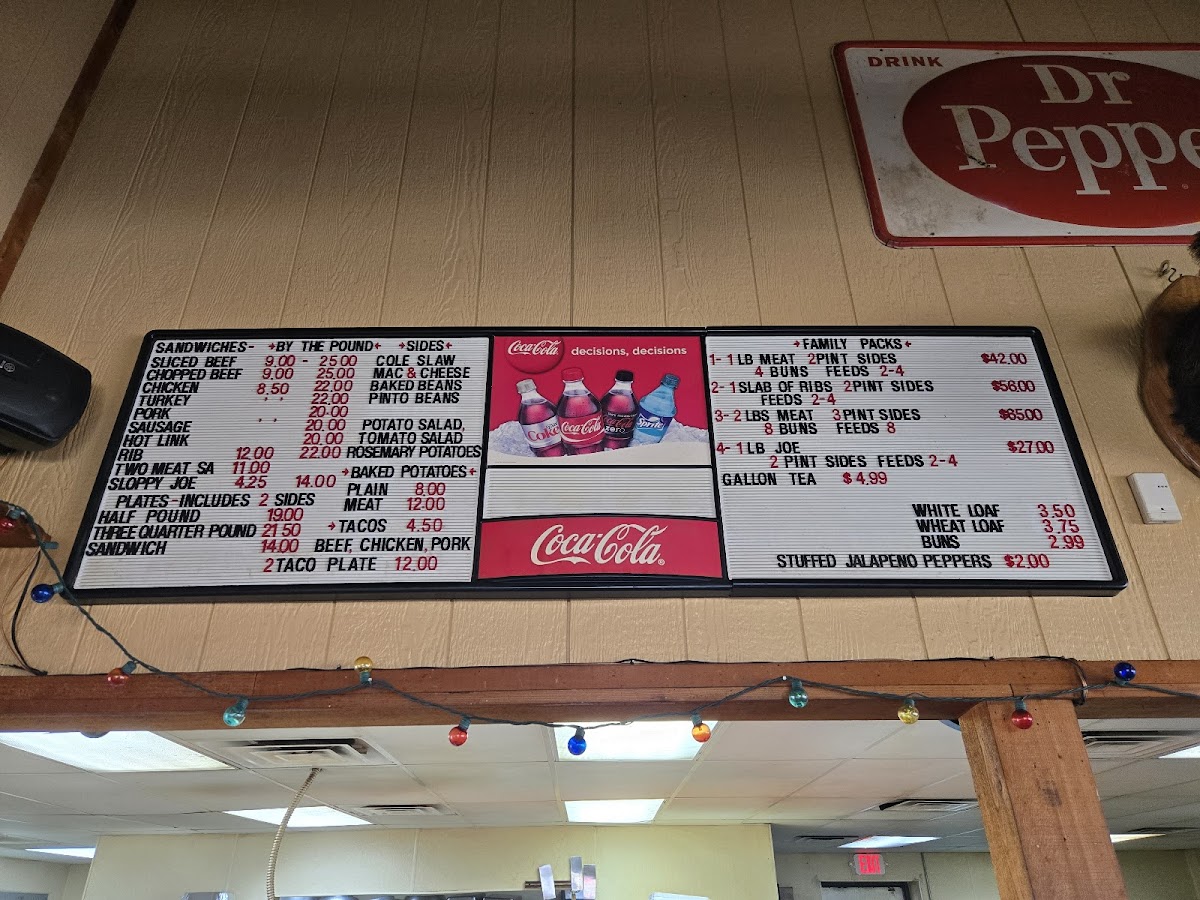 DRINK
Dr
Peppe
SANDWICHES- BY THE POUND SIDES
SLICED BEEF 9.00 - 25.00 COLE SLAW
CHOPPED BEEF 9.00 25.00 MAC & CHEESE
CHICKEN 8.50 22.00 BAKED BEANS
TURKEY " 22.00 PINTO BEANS
PORK 20.00
SAUSAGE " 20.00 POTATO SALAD,
HOT LINK 20.00 TOMATO SALAD
RIB 12.00 22.00 ROSEMARY POTATOES
TWO MEAT SA 11.00
SLOPPY JOE 4.25 14.00
BAKED POTATOES
PLAIN 8.00
MEAT 12.00
PLATES-INCLUDES 2 SIDES
HALF POUND 19.00
THREE QUARTER POUND 21.50
SANDWICH 14.00
TACOS 4.50
BEEF, CHICKEN, PORK
2 TACO PLATE 12.00
Coca-Cola decisions, decisions
Coke
Coca-Cola
Coca-Cola
zero
Sprite
Coca-Cola
FAMILY PACKS
1- 1 LB MEAT 2 PINT SIDES $42.00
4 BUNS FEEDS 2-4
2- 1 SLAB OF RIBS 2 PINT SIDES $56.00
FEEDS 2-4
3- 2 LBS MEAT 3 PINT SIDES $85.00
8 BUNS FEEDS 8
4- 1 LB JOE $27.00
2 PINT SIDES FEEDS 2-4
GALLON TEA $4.99
WHITE LOAF 3.50
WHEAT LOAF 3.75
BUNS 2.99
STUFFED JALAPENO PEPPERS $2.00
EXIT